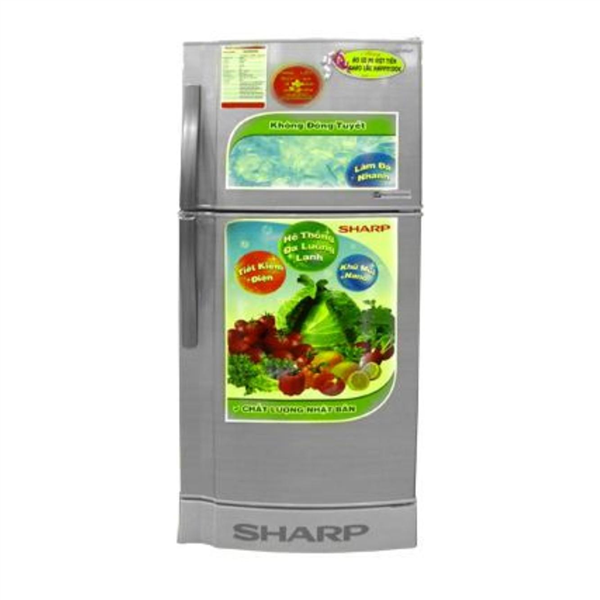 Không Đóng Tuyết
Làm Đá
Nhanh
SHARP
Hệ Thống
Đa Luồng
Lạnh
Tiết Kiệm
Điện
Khử Mùi
Nano
CHẤT LƯỢNG NHẬT BẢN
SHARP